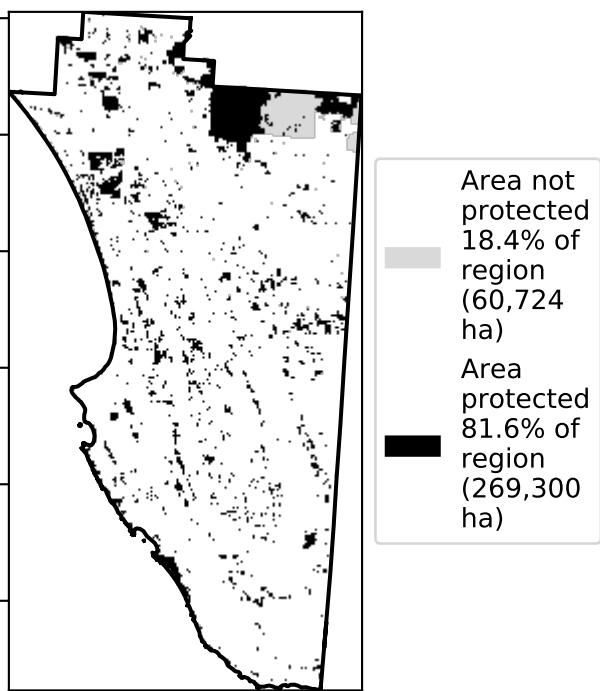 Area not
protected
18.4% of
region
(60,724
ha)
Area
protected
81.6% of
region
(269,300
ha)